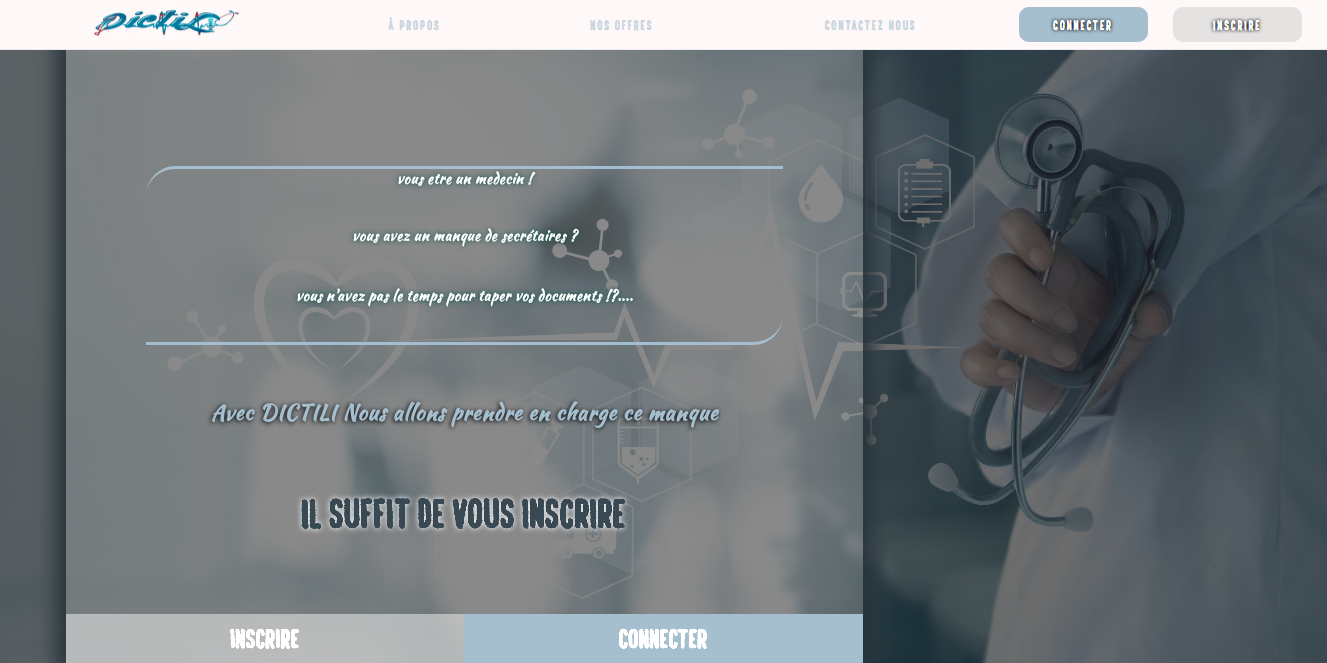 DictiLi
À PROPOS
NOS OFFRES
CONTACTEZ NOUS
CONNECTER
INSCRIRE
vous etre un medecin !
vous avez un manque de secrétaires ?
vous n'avez pas le temps pour taper vos documents !?....
Avec DICTILI Nous allons prendre en charge ce manque
IL SUFFIT DE VOUS INSCRIRE
INSCRIRE
CONNECTER